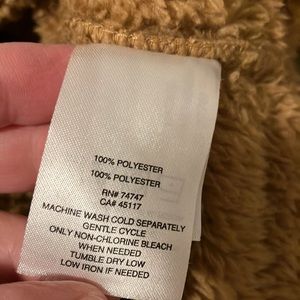 100% POLYESTER
100% POLYESTER
RN# 74747
CA# 45117
MACHINE WASH COLD SEPARATELY
GENTLE CYCLE
ONLY NON-CHLORINE BLEACH
WHEN NEEDED
TUMBLE DRY LOW
LOW IRON IF NEEDED